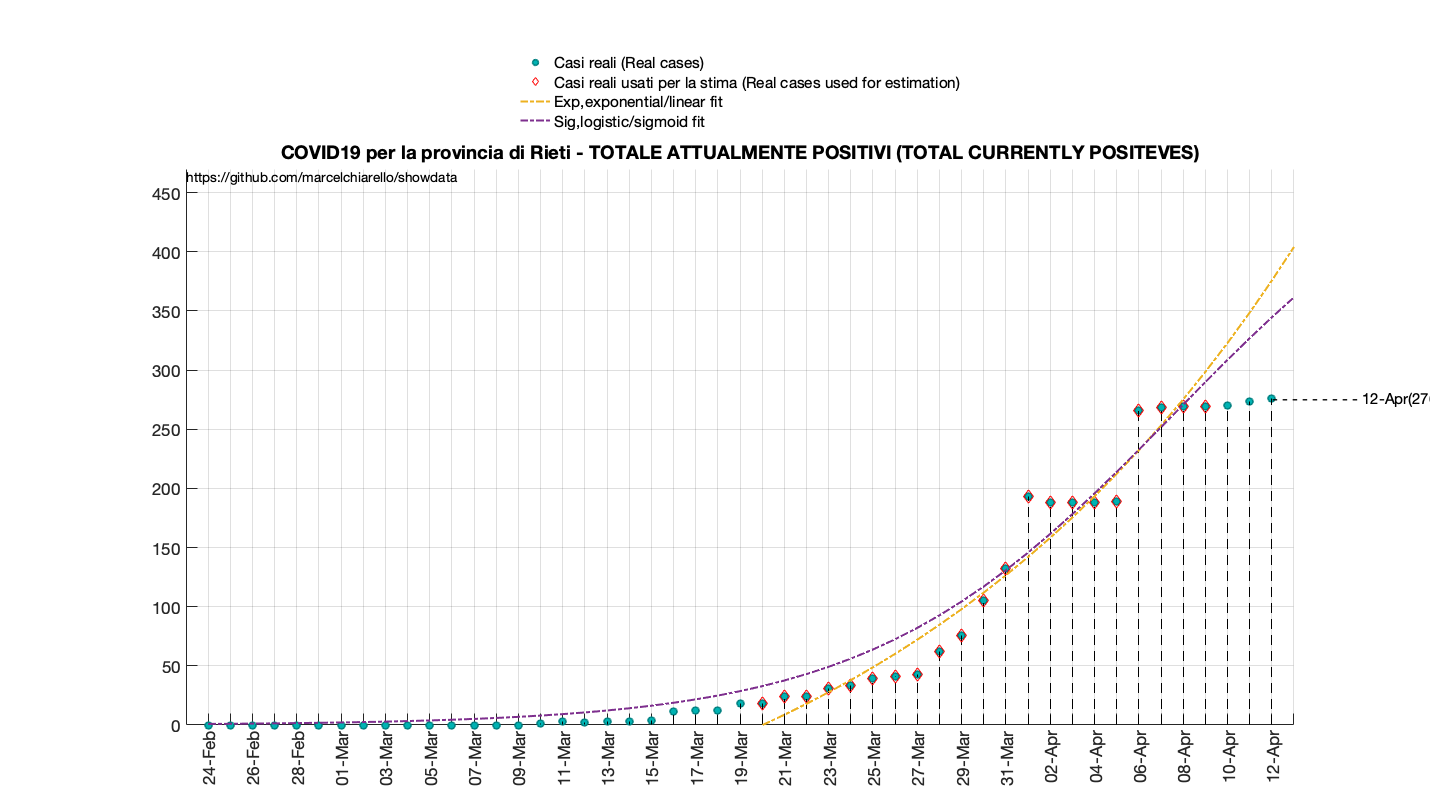 Casi reali (Real cases)
Casi reali usati per la stima (Real cases used for estimation)
Exp,exponential/linear fit
Sig,logistic/sigmoid fit
COVID19 per la provincia di Rieti - TOTALE ATTUALMENTE POSITIVI (TOTAL CURRENTLY POSITEVES)
https://github.com/marcelchiarello/showdata
450
400
350
300
250
200
150
100
50
0
12-Apr(27
24-Feb
26-Feb
28-Feb
01-Mar
03-Mar
05-Mar
07-Mar
09-Mar
11-Mar
13-Mar
15-Mar
17-Mar
19-Mar
21-Mar
23-Mar
25-Mar
27-Mar
29-Mar
31-Mar
02-Apr
04-Apr
06-Apr
08-Apr
10-Apr
12-Apr